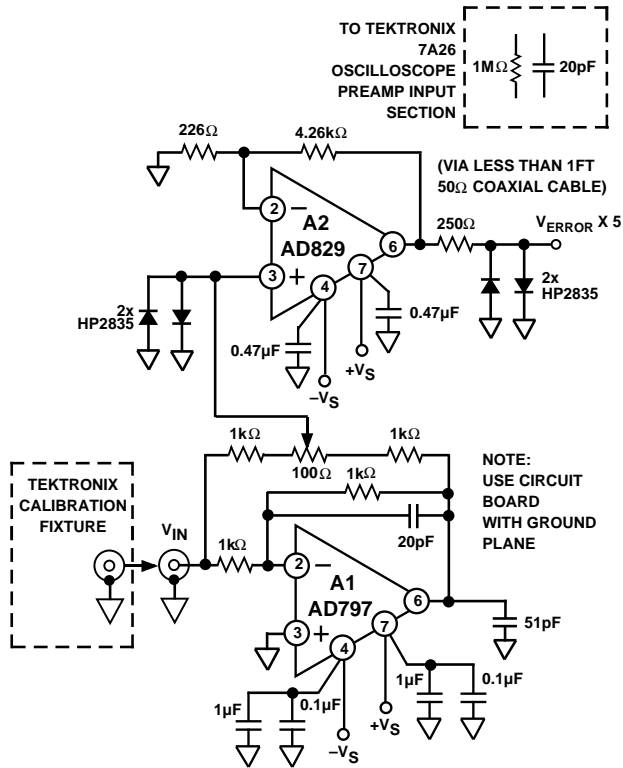 TO TEKTRONIX
7A26
OSCILLOSCOPE
PREAMP INPUT
SECTION
1MΩ
20pF
226Ω
4.26kΩ
(VIA LESS THAN 1FT
50Ω COAXIAL CABLE)
2
–
A2
AD829
6
250Ω
VERROR X 5
3
+
7
4
2x
HP2835
2x
HP2835
0.47µF
0.47µF
+VS
–VS
1kΩ
1kΩ
100Ω
NOTE:
USE CIRCUIT
BOARD
WITH GROUND
PLANE
TEKTRONIX
CALIBRATION
FIXTURE
1kΩ
20pF
VIN
1kΩ
2
–
A1
AD797
6
3
+
7
4
51pF
1µF
0.1µF
1µF
0.1µF
+VS
–VS